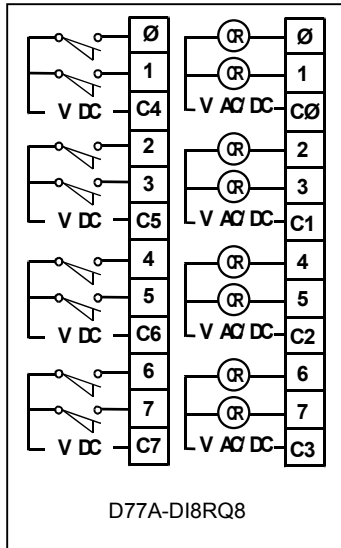 Ø CR Ø
1 CR 1
V DC C4 V AC/DC CØ
2 CR 2
3 CR 3
V DC C5 V AC/DC C1
4 CR 4
5 CR 5
V DC C6 V AC/DC C2
6 CR 6
7 CR 7
V DC C7 V AC/DC C3
D77A-DI8RQ8